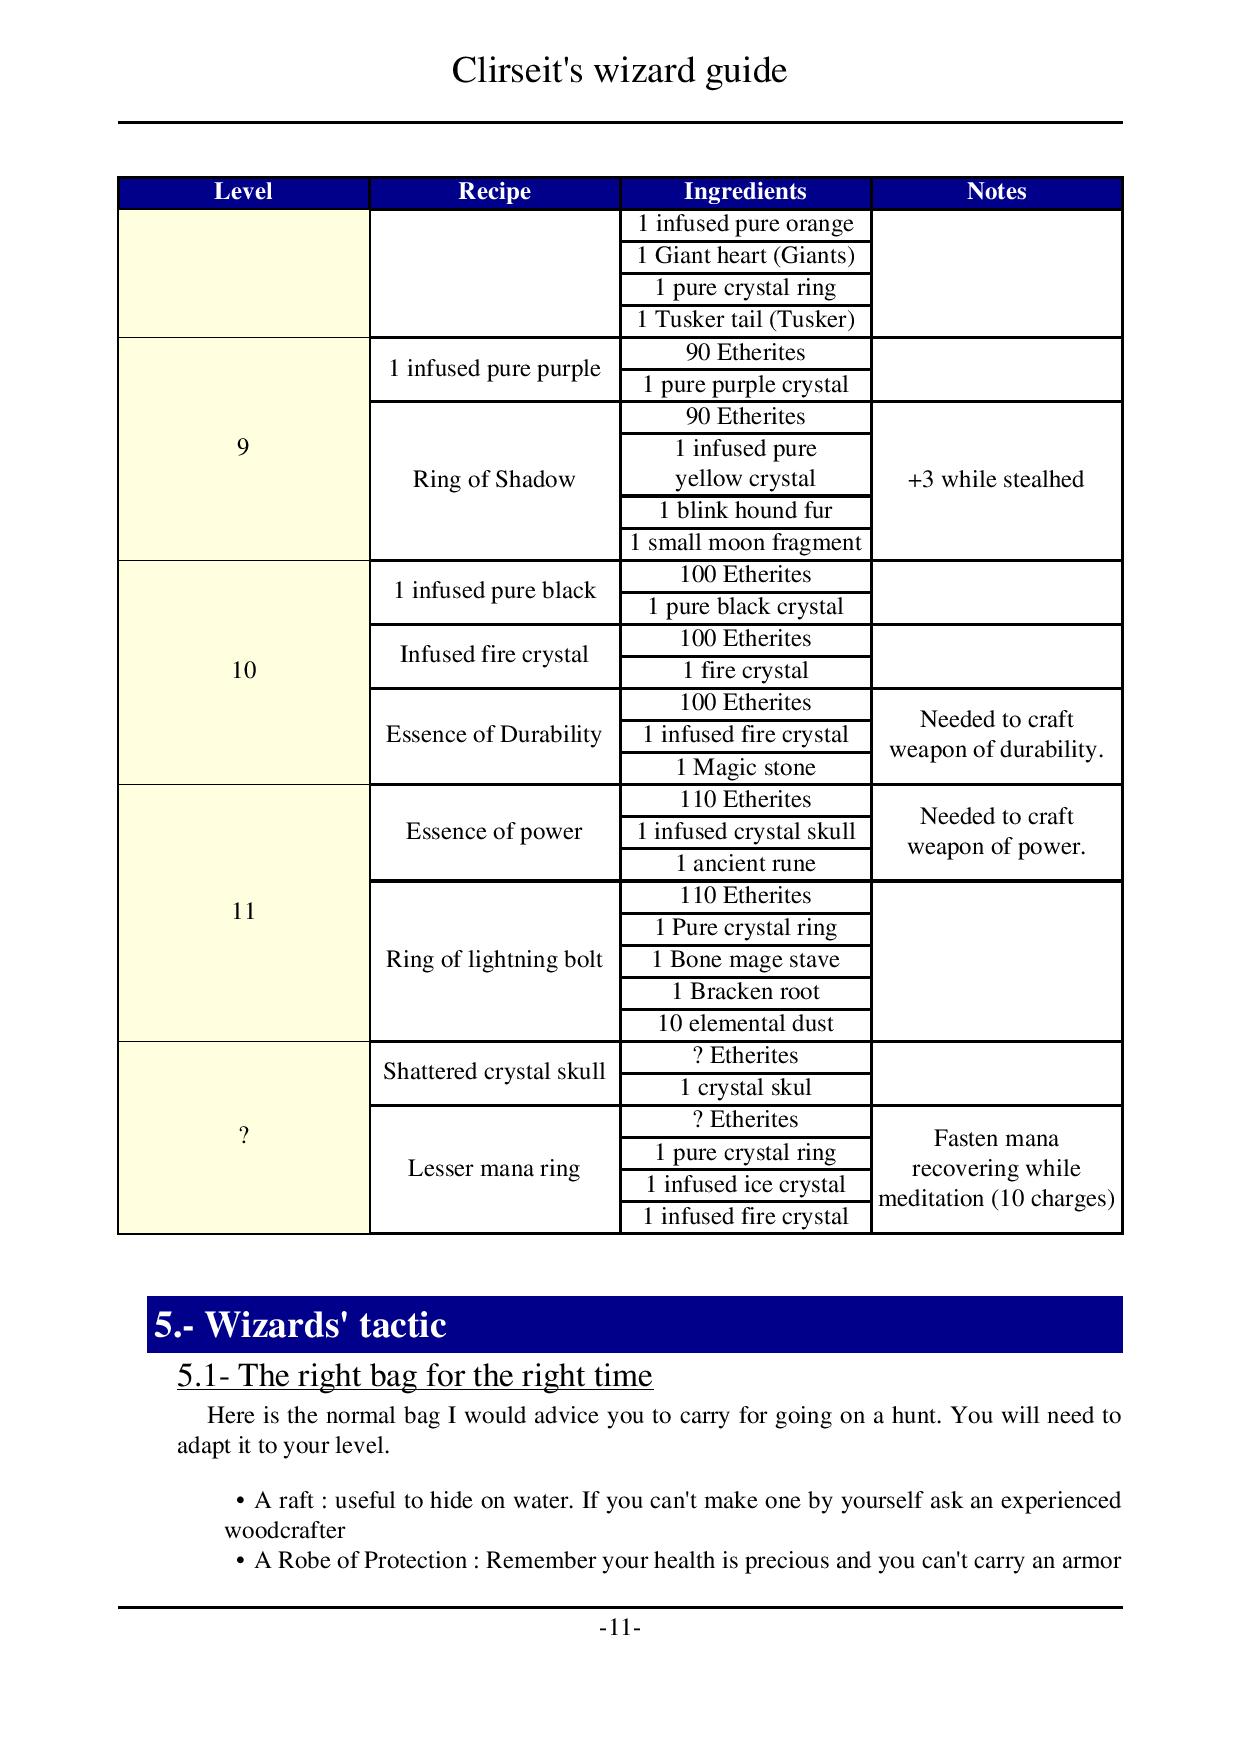 Clirseit's wizard guide
Level Recipe Ingredients Notes
1 infused pure orange
1 Giant heart (Giants)
1 pure crystal ring
1 Tusker tail (Tusker)
9
1 infused pure purple
90 Etherites
1 pure purple crystal
Ring of Shadow
90 Etherites
1 infused pure
yellow crystal
1 blink hound fur
1 small moon fragment
+3 while stealhed
10
1 infused pure black
100 Etherites
1 pure black crystal
Infused fire crystal
100 Etherites
1 fire crystal
Essence of Durability
100 Etherites
1 infused fire crystal
1 Magic stone
Needed to craft
weapon of durability.
11
Essence of power
110 Etherites
1 infused crystal skull
1 ancient rune
Needed to craft
weapon of power.
Ring of lightning bolt
110 Etherites
1 Pure crystal ring
1 Bone mage stave
1 Bracken root
10 elemental dust
?
Shattered crystal skull
? Etherites
1 crystal skul
Lesser mana ring
? Etherites
1 pure crystal ring
1 infused ice crystal
1 infused fire crystal
Fasten mana
recovering while
meditation (10 charges)
5.- Wizards' tactic
5.1- The right bag for the right time
Here is the normal bag I would advice you to carry for going on a hunt. You will need to
adapt it to your level.
• A raft : useful to hide on water. If you can't make one by yourself ask an experienced
woodcrafter
• A Robe of Protection : Remember your health is precious and you can't carry an armor
-11-